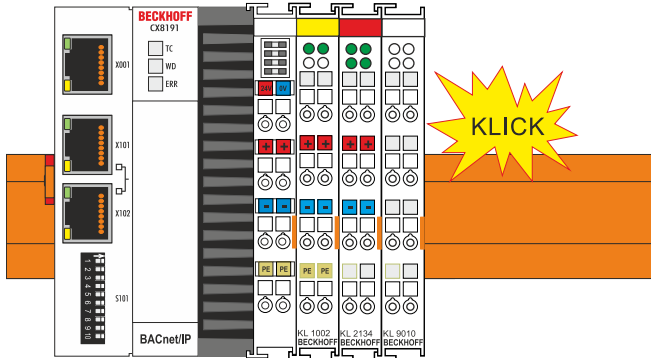 BECKHOFF
CX8191
TC
WD
ERR
X001
X101
X102
S101
1
2
3
4
5
6
7
8
9
10
BACnet/IP
24V 0V
+ +
- -
PE PE
+ +
- -
PE PE
KL 1002
BECKHOFF
+ +
- -
KL 2134
BECKHOFF
KL 9010
BECKHOFF
KLICK